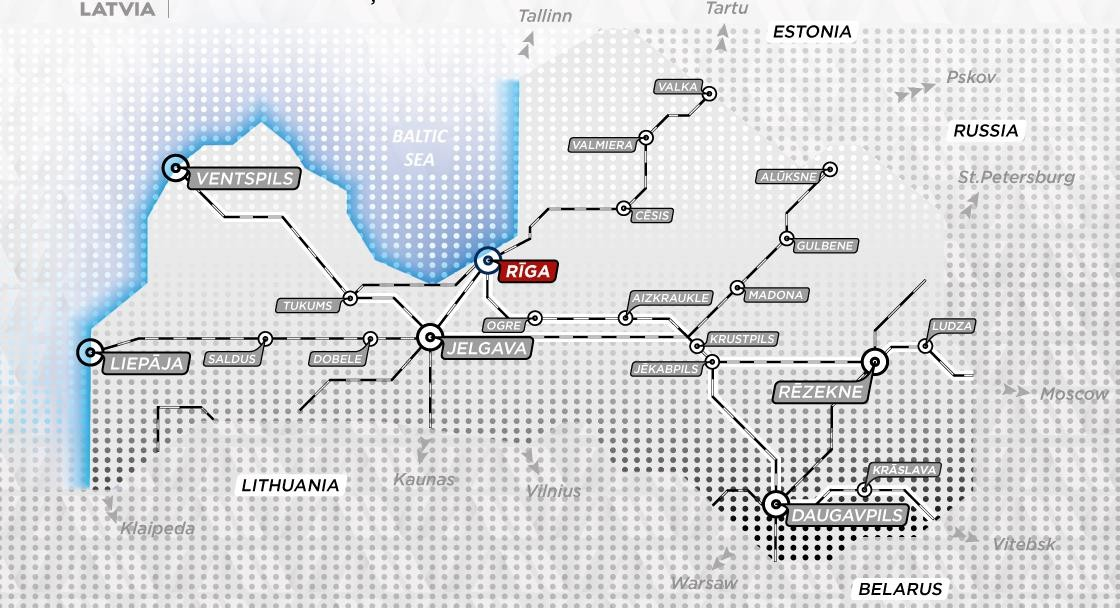 LATVIA
Tallinn
Tartu
ESTONIA
Pskov
VALKA
RUSSIA
BALTIC
SEA
VALMIERA
VENTSPILS
ALŪKSNE
St.Petersburg
CĒSIS
GULBENE
RĪGA
TUKUMS
AIZKRAUKLE
MADONA
OGRE
LUDZA
KRUSTPILS
JELGAVA
LIEPĀJA
SALDUS
DOBELE
JĒKABPILS
RĒZEKNE
Moscow
KRĀSLAVA
Kaunas
LITHUANIA
Vilnius
DAUGAVPILS
Klaipeda
Vitebsk
Warsaw
BELARUS